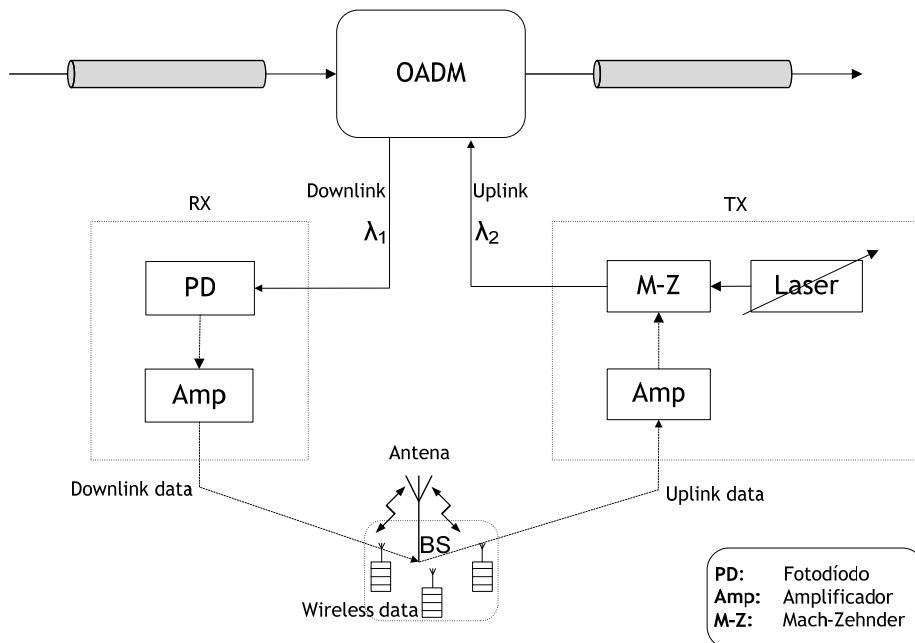 OADM
Downlink
Uplink
RX
λ1
λ2
TX
PD
M-Z
Laser
Amp
Amp
Antena
Downlink data
Uplink data
BS
Wireless data
PD: Fotodíodo
Amp: Amplificador
M-Z: Mach-Zehnder